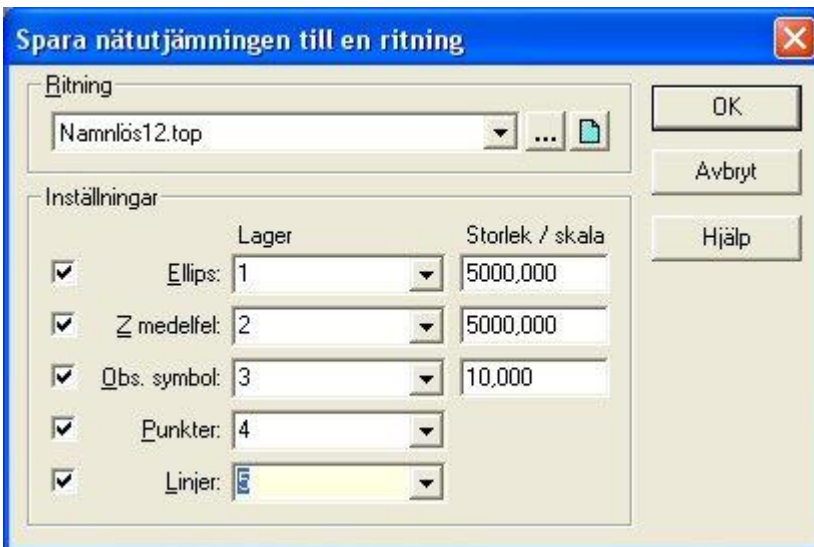 Spara nätutjämningen till en ritning
Ritning
Namnlös12.top
...
OK
Avbryt
Hjälp
Inställningar
Lager Storlek / skala
Ellips: 1 5000,000
Z medelfel: 2 5000,000
Obs. symbol: 3 10,000
Punkter: 4
Linjer: 5